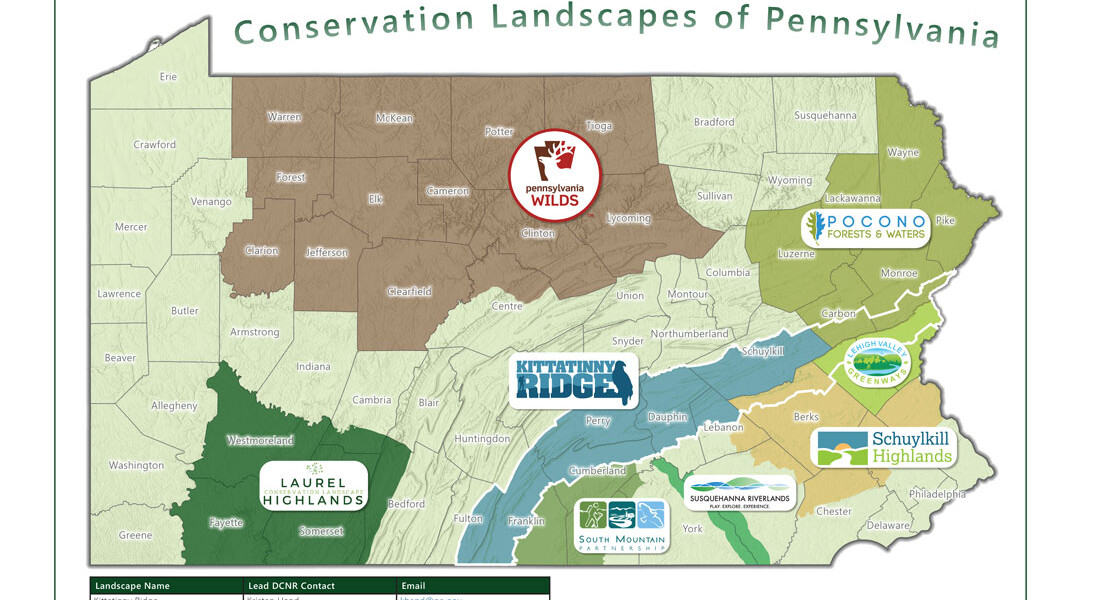 Conservation Landscapes of Pennsylvania
Erie
Warren
McKean
Potter
Tioga
Bradford
Susquehanna
Crawford
Wayne
Forest
Elk
Cameron
pennsylvania
WILDS
Wyoming
Sullivan
Lackawanna
Venango
Mercer
Lycoming
Clinton
POCONO
FORESTS & WATERS
Pike
Clarion
Jefferson
Luzerne
Columbia
Monroe
Lawrence
Clearfield
Centre
Union
Montour
Butler
Carbon
Armstrong
Snyder
Northumberland
Schuylkill
LEHIGH VALLEY
GREENWAYS
Beaver
Indiana
KITTATINNY
RIDGE
Allegheny
Cambria
Blair
Perry
Dauphin
Lebanon
Berks
Westmoreland
Huntingdon
Schuylkill
Highlands
Washington
Cumberland
LAUREL
CONSERVATION LANDSCAPE
HIGHLANDS
SUSQUEHANNA RIVERLANDS
PLAY. EXPLORE. EXPERIENCE.
Philadelphia
Bedford
Chester
Fayette
Somerset
Fulton
Franklin
York
Delaware
Greene
SOUTH MOUNTAIN
PARTNERSHIP
Landscape Name Lead DCNR Contact Email